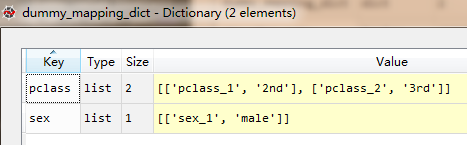 dummy_mapping_dict - Dictionary (2 elements)
Key Type Size Value
pclass list 2 [['pclass_1', '2nd'], ['pclass_2', '3rd']]
sex list 1 [['sex_1', 'male']]